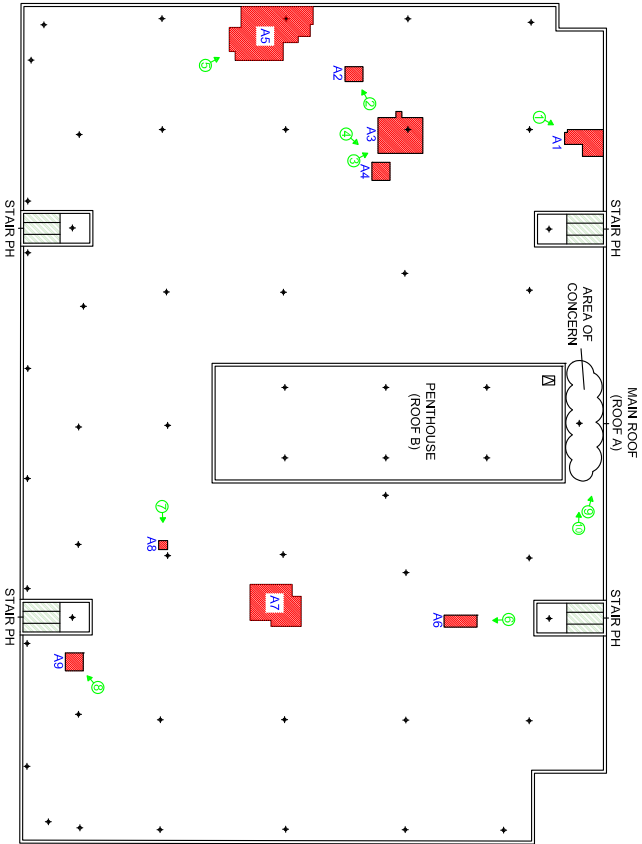 MAIN ROOF
(ROOF A)
STAIR PH
STAIR PH
AREA OF
CONCERN
9
10
A1
1
6
A6
PENTHOUSE
(ROOF B)
A3
2
A4
3
4
A2
A7
A5
5
7
A8
8
A9
STAIR PH
STAIR PH